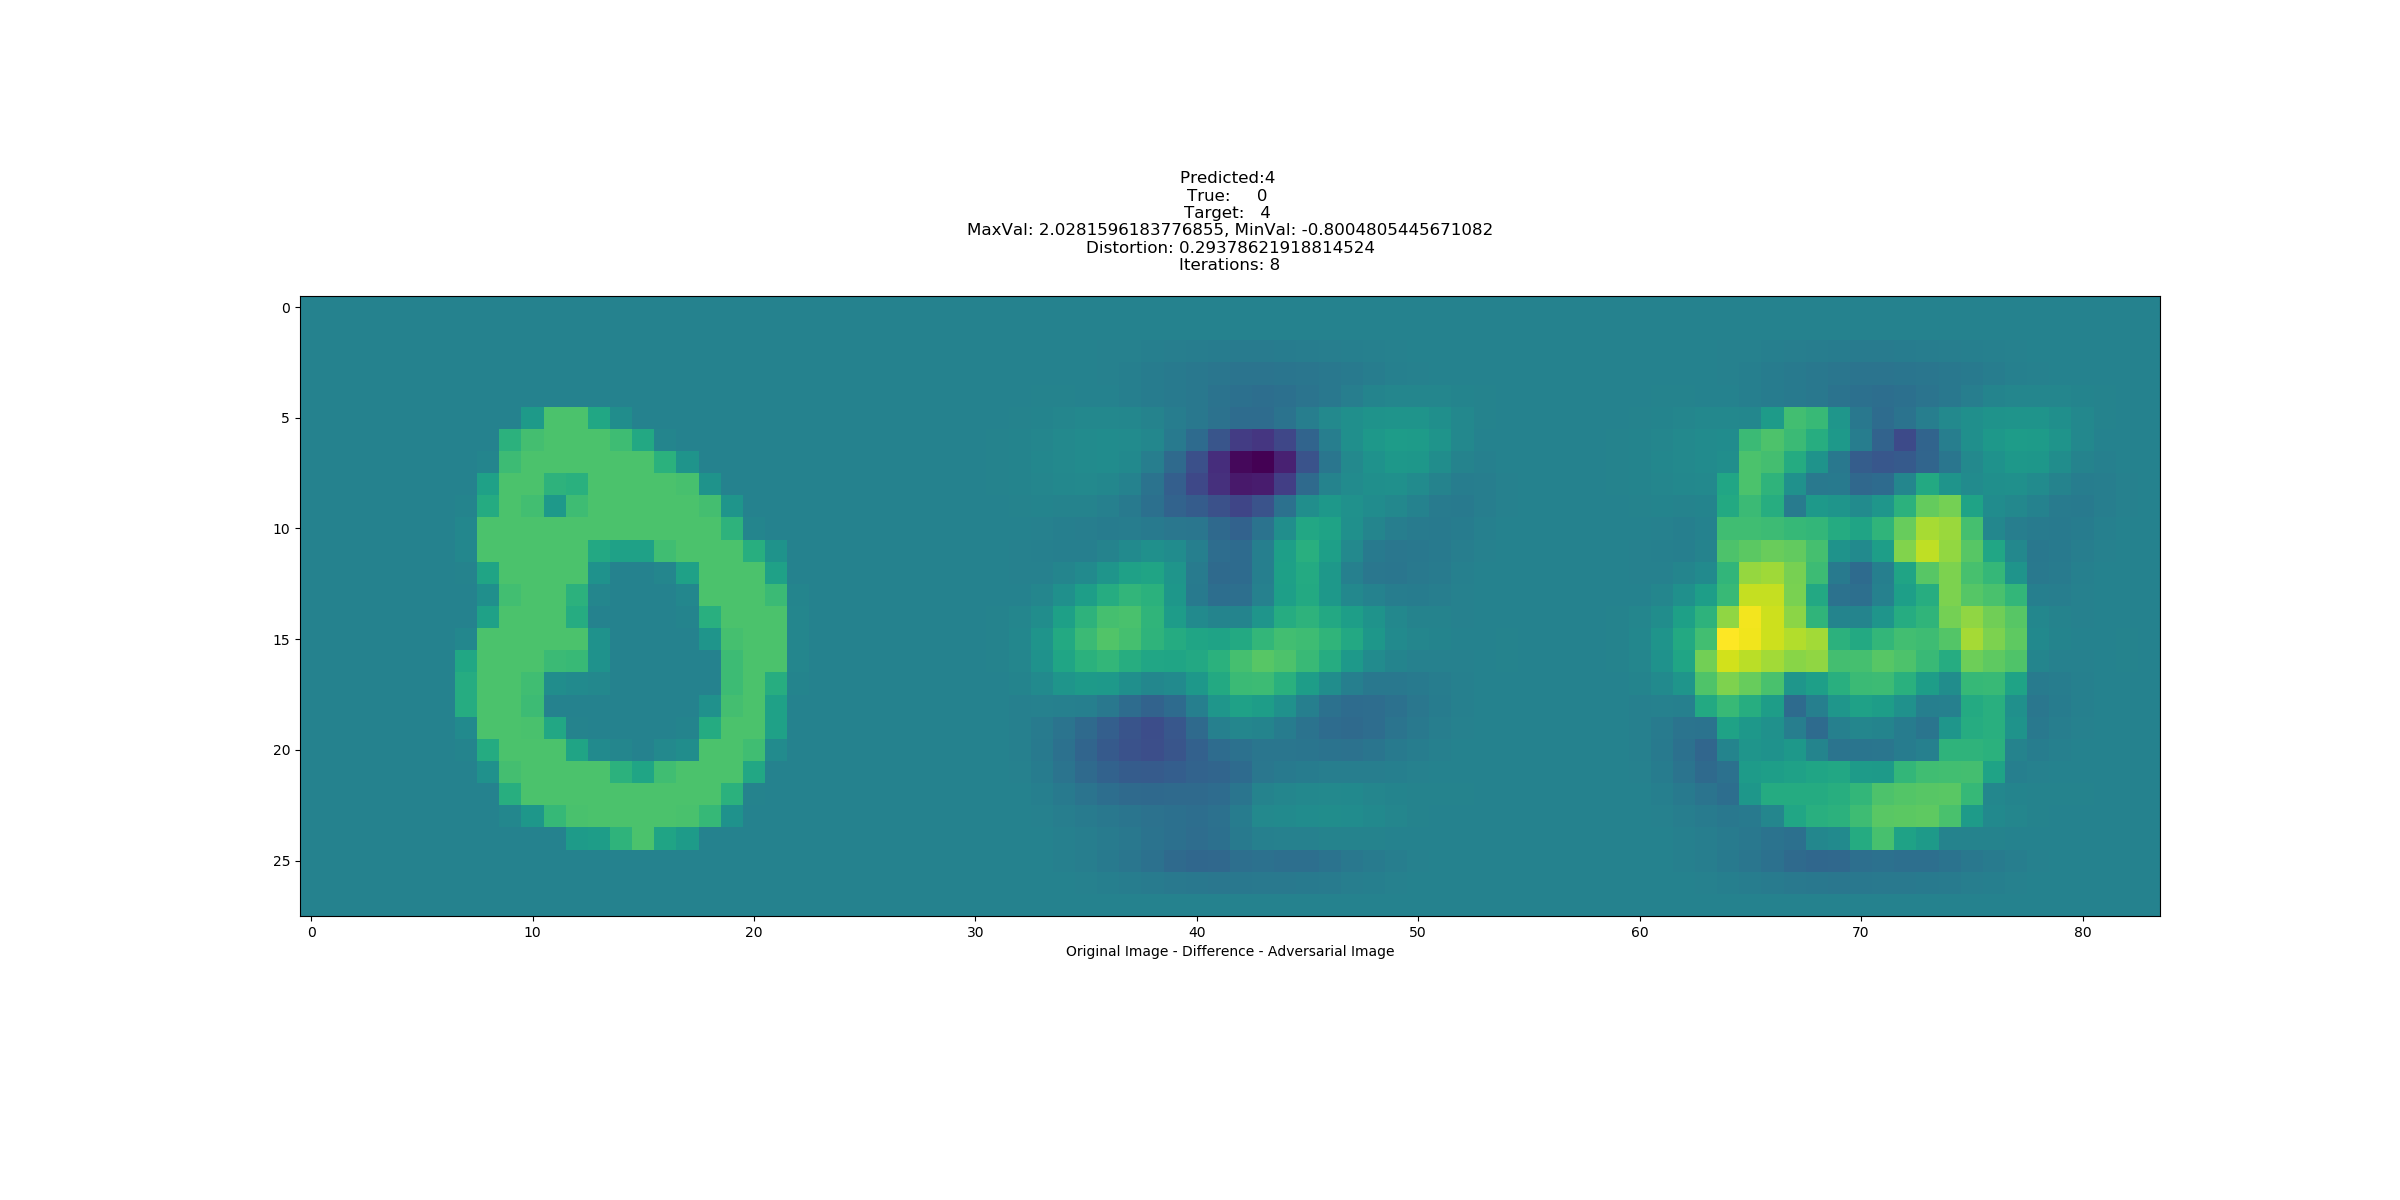 Predicted:4
True: 0
Target: 4
MaxVal: 2.0281596183776855, MinVal: -0.8004805445671082
Distortion: 0.29378621918814524
Iterations: 8
0
5
10
15
20
25
0 10 20 30 40 50 60 70 80
Original Image - Difference - Adversarial Image